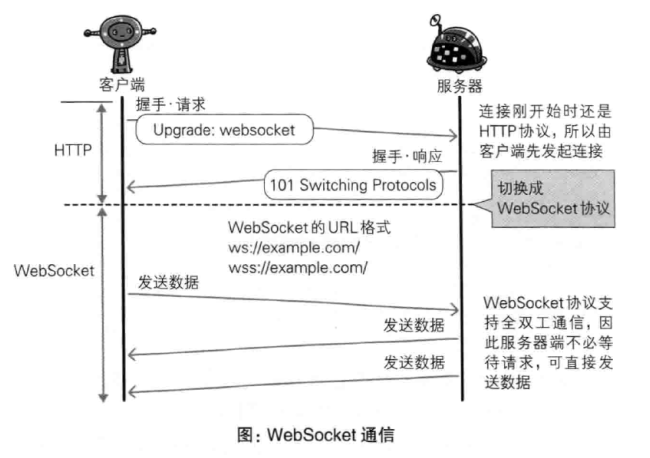 客户端
服务器
握手·请求
Upgrade: websocket
连接刚开始时还是
HTTP协议，所以由
客户端先发起连接
HTTP
握手·响应
101 Switching Protocols
切换成
WebSocket协议
WebSocket的URL格式
ws://example.com/
wss://example.com/
WebSocket
发送数据
发送数据
发送数据
WebSocket协议支
持全双工通信，因
此服务器端不必等
待请求，可直接发
送数据
图：WebSocket 通信